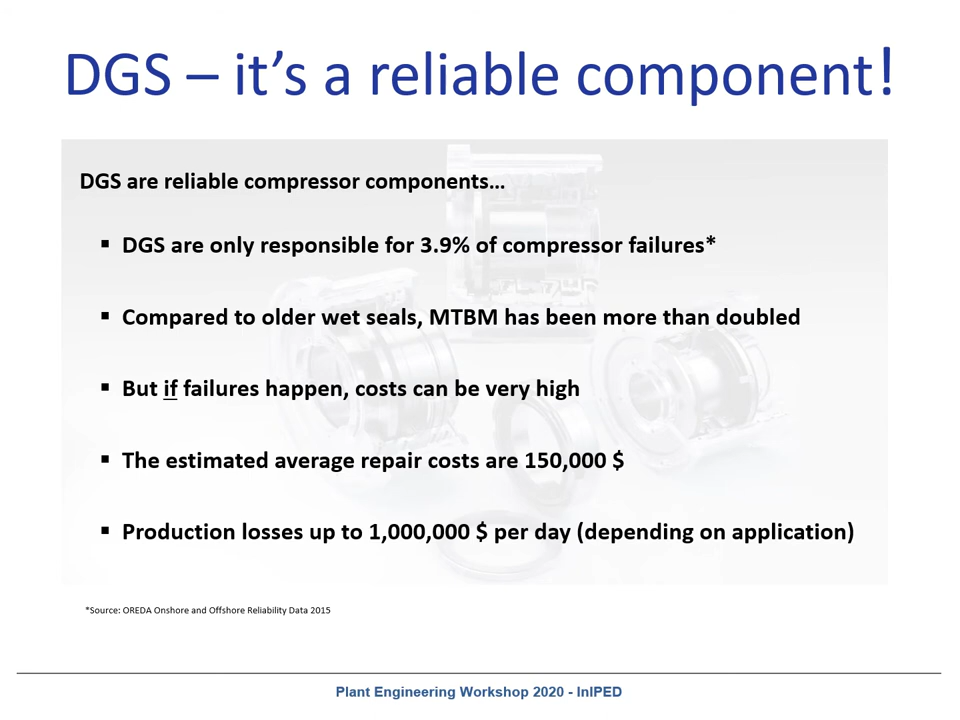 DGS – it’s a reliable component!
DGS are reliable compressor components…
▪ DGS are only responsible for 3.9% of compressor failures*
▪ Compared to older wet seals, MTBM has been more than doubled
▪ But if failures happen, costs can be very high
▪ The estimated average repair costs are 150,000 $
▪ Production losses up to 1,000,000 $ per day (depending on application)
*Source: OREDA Onshore and Offshore Reliability Data 2015
Plant Engineering Workshop 2020 - InIPED